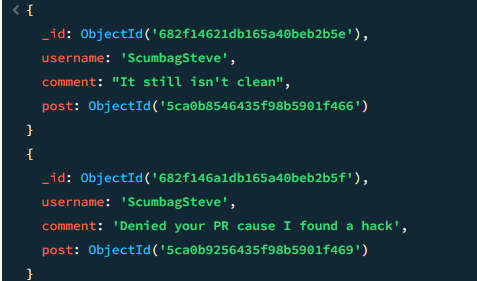 {
_id: ObjectId('682f14621db165a40beb2b5e'),
username: 'ScumbagSteve',
comment: "It still isn't clean",
post: ObjectId('5ca0b8546435f98b5901f466')
}
{
_id: ObjectId('682f146a1db165a40beb2b5f'),
username: 'ScumbagSteve',
comment: 'Denied your PR cause I found a hack',
post: ObjectId('5ca0b9256435f98b5901f469')
}